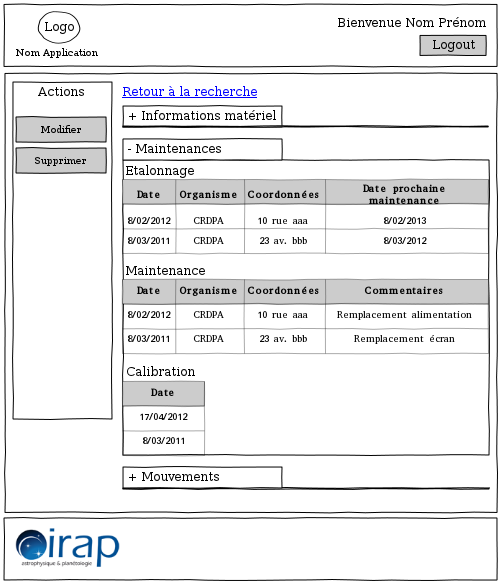 Logo
Nom Application
Bienvenue Nom Prénom
Logout
Actions
Modifier
Supprimer
Retour à la recherche
+ Informations matériel
- Maintenances
Etalonnage
Date Organisme Coordonnées Date prochaine maintenance
8/02/2012 CRDPA 10 rue aaa 8/02/2013
8/03/2011 CRDPA 23 av. bbb 8/03/2012
Maintenance
Date Organisme Coordonnées Commentaires
8/02/2012 CRDPA 10 rue aaa Remplacement alimentation
8/03/2011 CRDPA 23 av. bbb Remplacement écran
Calibration
Date
17/04/2012
8/03/2011
+ Mouvements
irap
astrophysique & planétologie